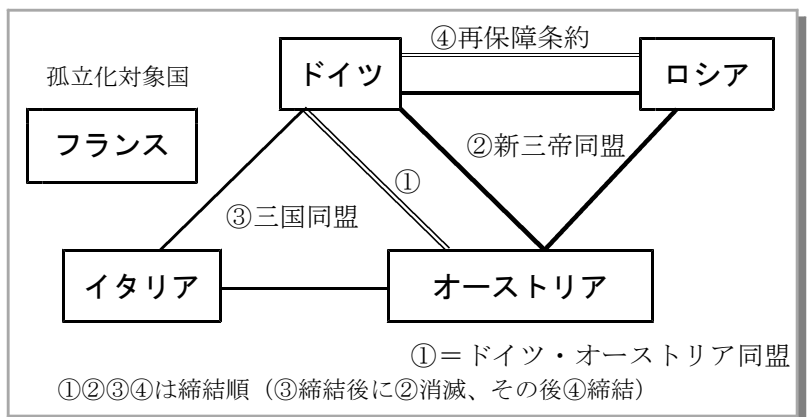 ④再保障条約
ドイツ
ロシア
孤立化対象国
フランス
②新三帝同盟
①
③三国同盟
イタリア
オーストリア
①＝ドイツ・オーストリア同盟
①②③④は締結順（③締結後に②消滅、その後④締結）